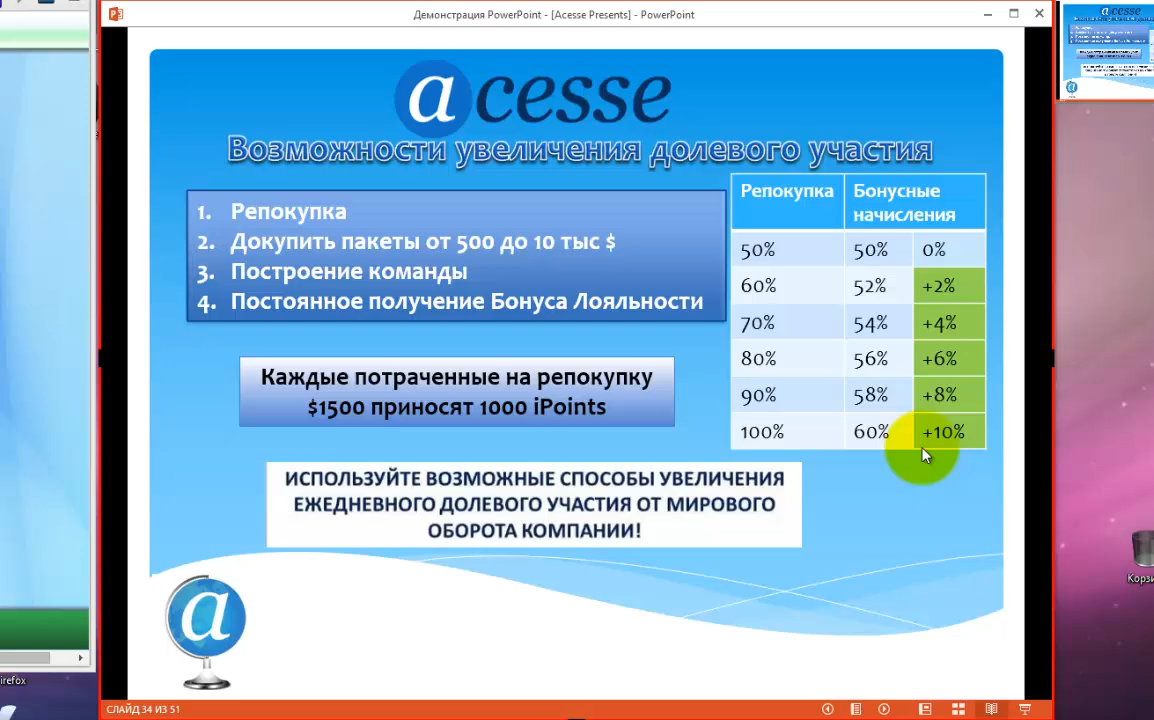 Демонстрация PowerPoint - [Acesse Presents] - PowerPoint
acesse
Возможности увеличения долевого участия
1. Репокупка
2. Докупить пакеты от 500 до 10 тыс $
3. Построение команды
4. Постоянное получение Бонуса Лояльности
Каждые потраченные на репокупку
$1500 приносят 1000 iPoints
Репокупка Бонусные
начисления
50% 50% 0%
60% 52% +2%
70% 54% +4%
80% 56% +6%
90% 58% +8%
100% 60% +10%
ИСПОЛЬЗУЙТЕ ВОЗМОЖНЫЕ СПОСОБЫ УВЕЛИЧЕНИЯ
ЕЖЕДНЕВНОГО ДОЛЕВОГО УЧАСТИЯ ОТ МИРОВОГО
ОБОРОТА КОМПАНИИ!
a
СЛАЙД 34 ИЗ 51
irefox
Корзи
acesse